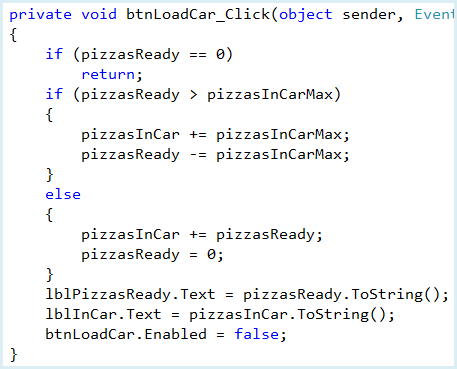 private void btnLoadCar_Click(object sender, Event
{
    if (pizzasReady == 0)
        return;
    if (pizzasReady > pizzasInCarMax)
    {
        pizzasInCar += pizzasInCarMax;
        pizzasReady -= pizzasInCarMax;
    }
    else
    {
        pizzasInCar += pizzasReady;
        pizzasReady = 0;
    }
    lblPizzasReady.Text = pizzasReady.ToString();
    lblInCar.Text = pizzasInCar.ToString();
    btnLoadCar.Enabled = false;
}